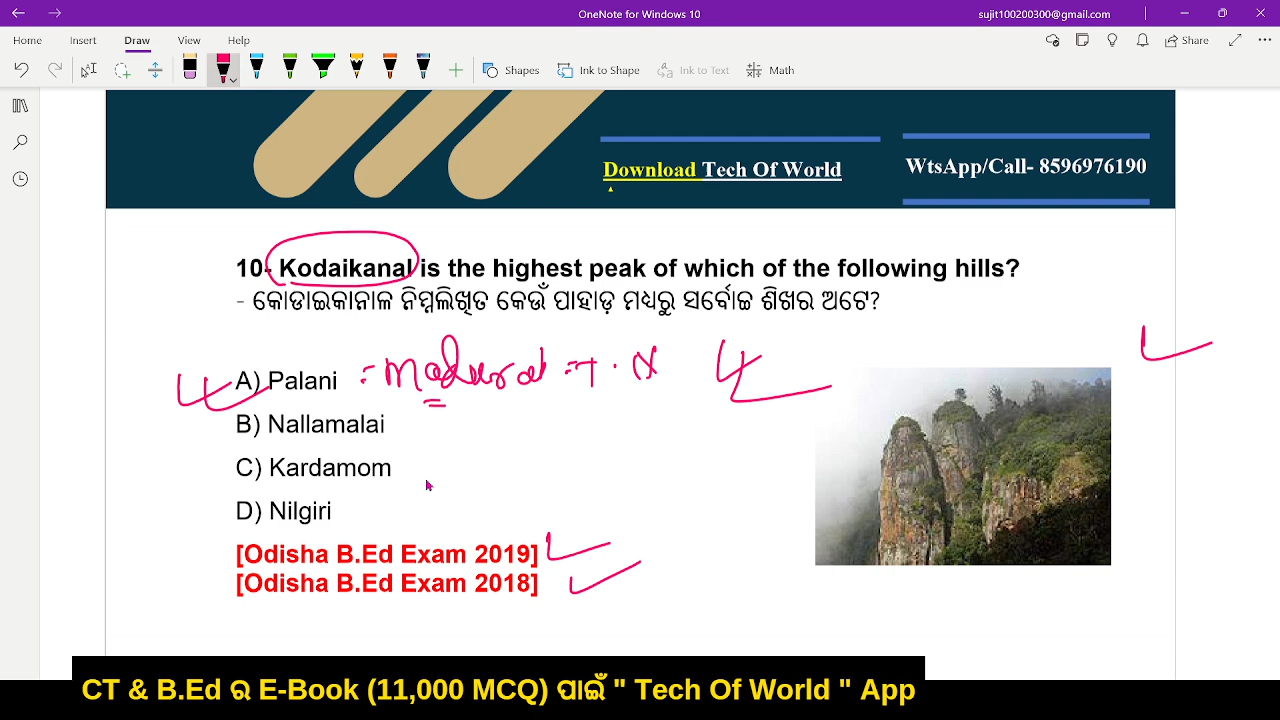 OneNote for Windows 10
sujit100200300@gmail.com
Home Insert Draw View Help
Share
Shapes Ink to Shape Ink to Text Math
Download Tech Of World
WtsApp/Call- 8596976190
10- Kodaikanal is the highest peak of which of the following hills?
- କୋଡାଇକାନାଳ ନିମ୍ନଲିଖିତ କେଉଁ ପାହାଡ଼ ମଧ୍ୟରୁ ସର୍ବୋଚ୍ଚ ଶିଖର ଅଟେ?
A) Palani = Madurai = T.N
B) Nallamalai
C) Kardamom
D) Nilgiri
[Odisha B.Ed Exam 2019]
[Odisha B.Ed Exam 2018]
CT & B.Ed ର E-Book (11,000 MCQ) ପାଇଁ " Tech Of World " App